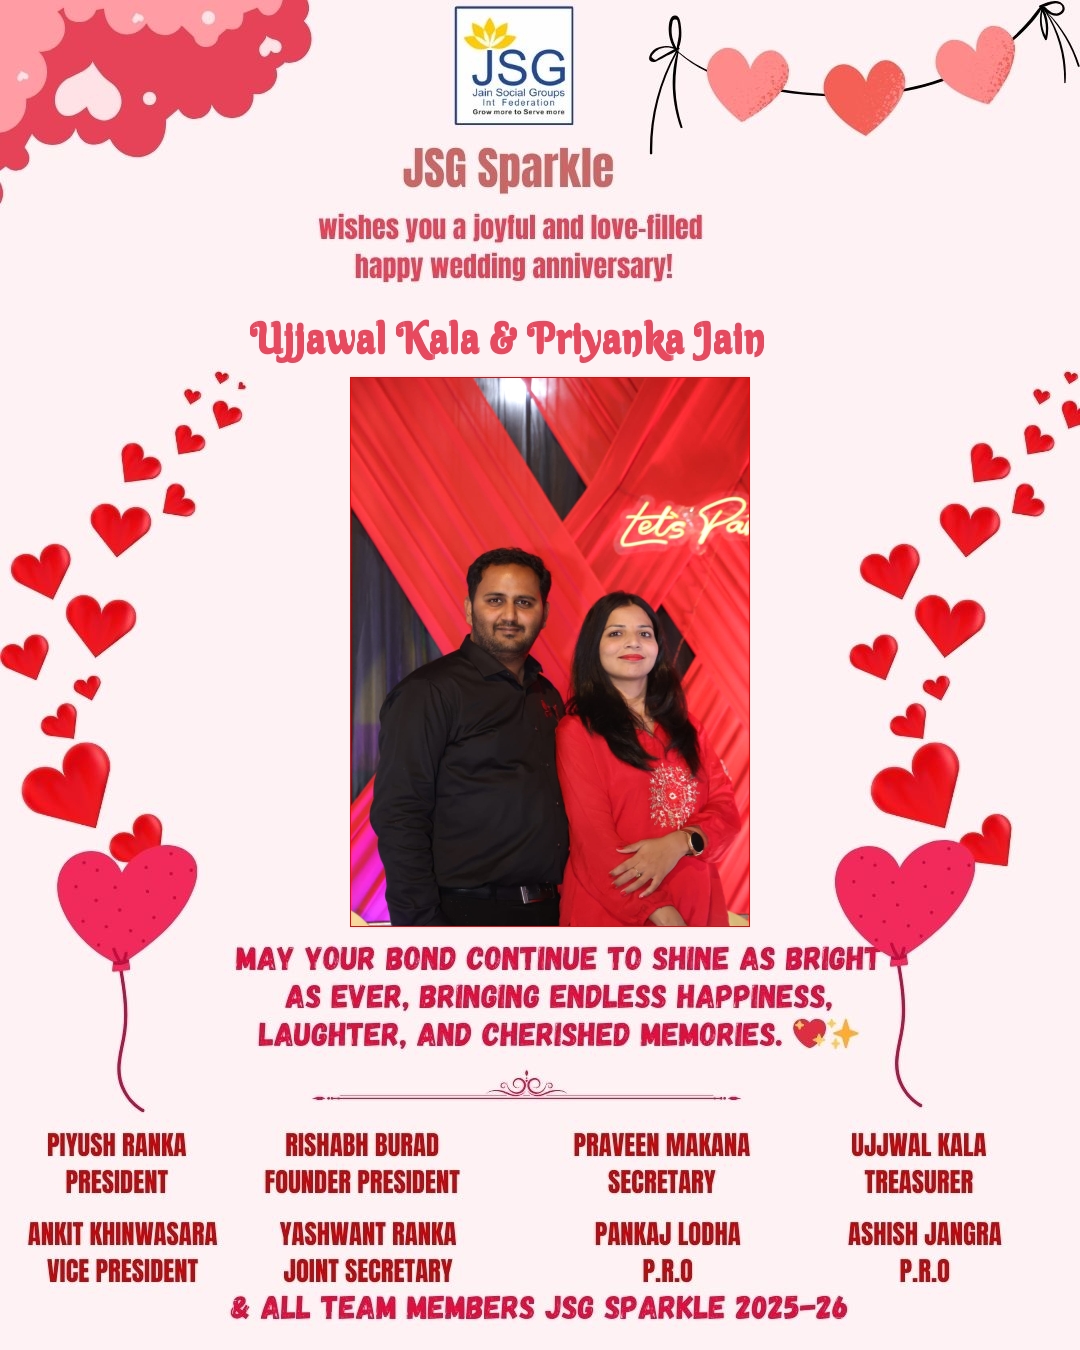 JSG
Jain Social Groups
Int Federation
Grow more to Serve more
JSG Sparkle
wishes you a joyful and love-filled
happy wedding anniversary!
Ujjawal Kala & Priyanka Jain
Let's Pa
MAY YOUR BOND CONTINUE TO SHINE AS BRIGHT
AS EVER, BRINGING ENDLESS HAPPINESS,
LAUGHTER, AND CHERISHED MEMORIES. 💖✨
PIYUSH RANKA
PRESIDENT
RISHABH BURAD
FOUNDER PRESIDENT
PRAVEEN MAKANA
SECRETARY
UJJWAL KALA
TREASURER
ANKIT KHINWASARA
VICE PRESIDENT
YASHWANT RANKA
JOINT SECRETARY
PANKAJ LODHA
P.R.O
ASHISH JANGRA
P.R.O
& ALL TEAM MEMBERS JSG SPARKLE 2025-26